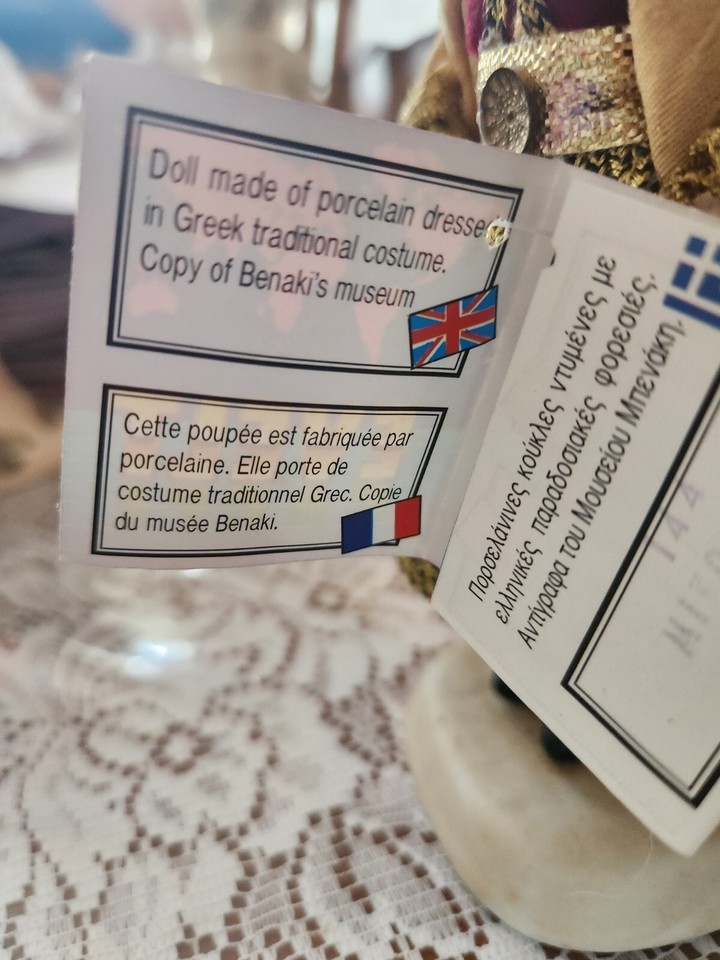 Doll made of porcelain dresse
in Greek traditional costume.
Copy of Benaki's museum
Cette poupée est fabriquée par
porcelaine. Elle porte de
costume traditionnel Grec. Copie
du musée Benaki.
Πορσελάνινες κούκλες ντυμένες με
ελληνικές παραδοσιακές φορεσιές.
Αντίγραφα του Μουσείου Μπενάκη.
144